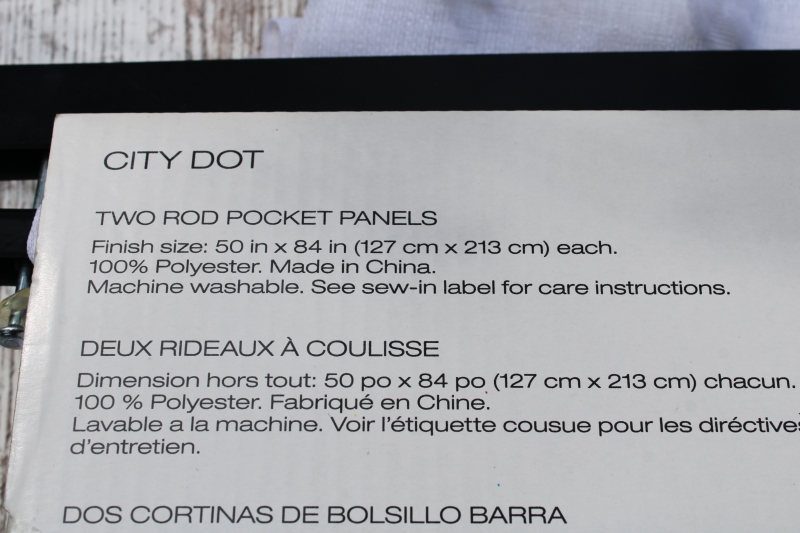 CITY DOT
TWO ROD POCKET PANELS
Finish size: 50 in x 84 in (127 cm x 213 cm) each.
100% Polyester. Made in China.
Machine washable. See sew-in label for care instructions.
DEUX RIDEAUX À COULISSE
Dimension hors tout: 50 po x 84 po (127 cm x 213 cm) chacun.
100 % Polyester. Fabriqué en Chine.
Lavable a la machine. Voir l'étiquette cousue pour les diréctives
d'entretien.
DOS CORTINAS DE BOLSILLO BARRA